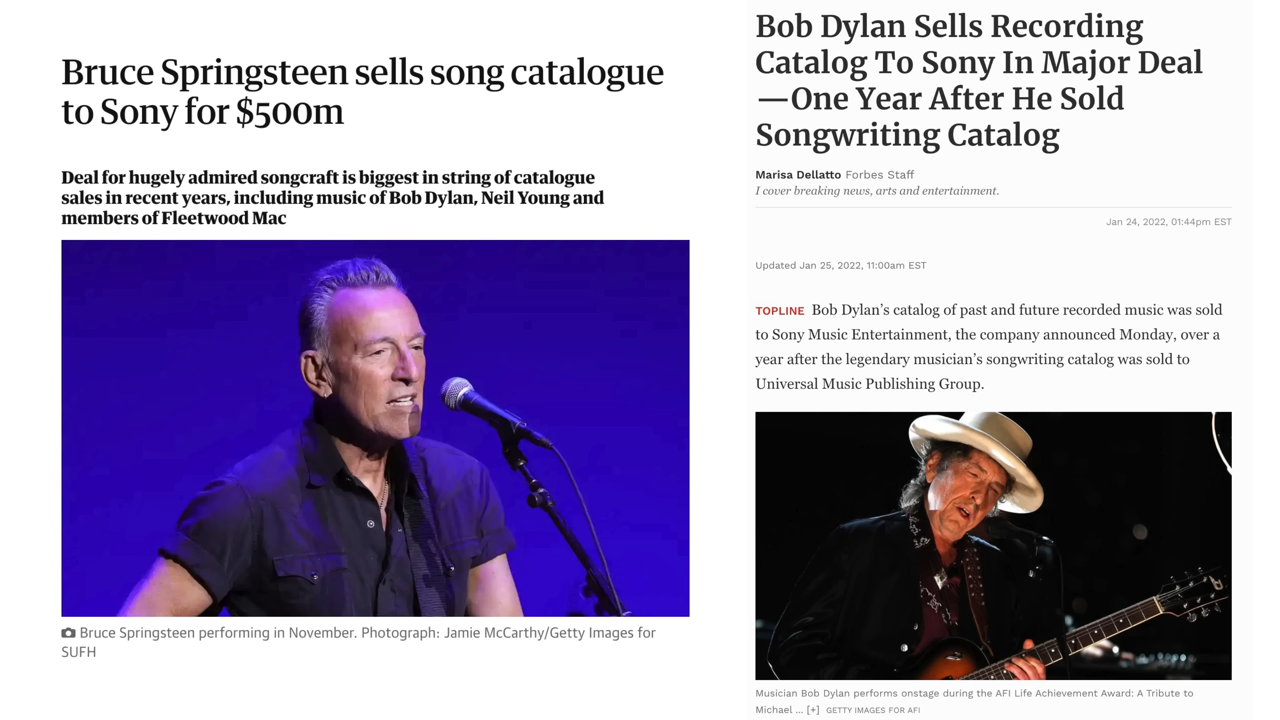 Bruce Springsteen sells song catalogue
to Sony for $500m
Deal for hugely admired songcraft is biggest in string of catalogue
sales in recent years, including music of Bob Dylan, Neil Young and
members of Fleetwood Mac
Bruce Springsteen performing in November. Photograph: Jamie McCarthy/Getty Images for
SUFH
Bob Dylan Sells Recording
Catalog To Sony In Major Deal
—One Year After He Sold
Songwriting Catalog
Marisa Dellatto Forbes Staff
I cover breaking news, arts and entertainment.
Jan 24, 2022, 01:44pm EST
Updated Jan 25, 2022, 11:00am EST
TOPLINE Bob Dylan’s catalog of past and future recorded music was sold
to Sony Music Entertainment, the company announced Monday, over a
year after the legendary musician’s songwriting catalog was sold to
Universal Music Publishing Group.
Musician Bob Dylan performs onstage during the AFI Life Achievement Award: A Tribute to
Michael ... [+] GETTY IMAGES FOR AFI